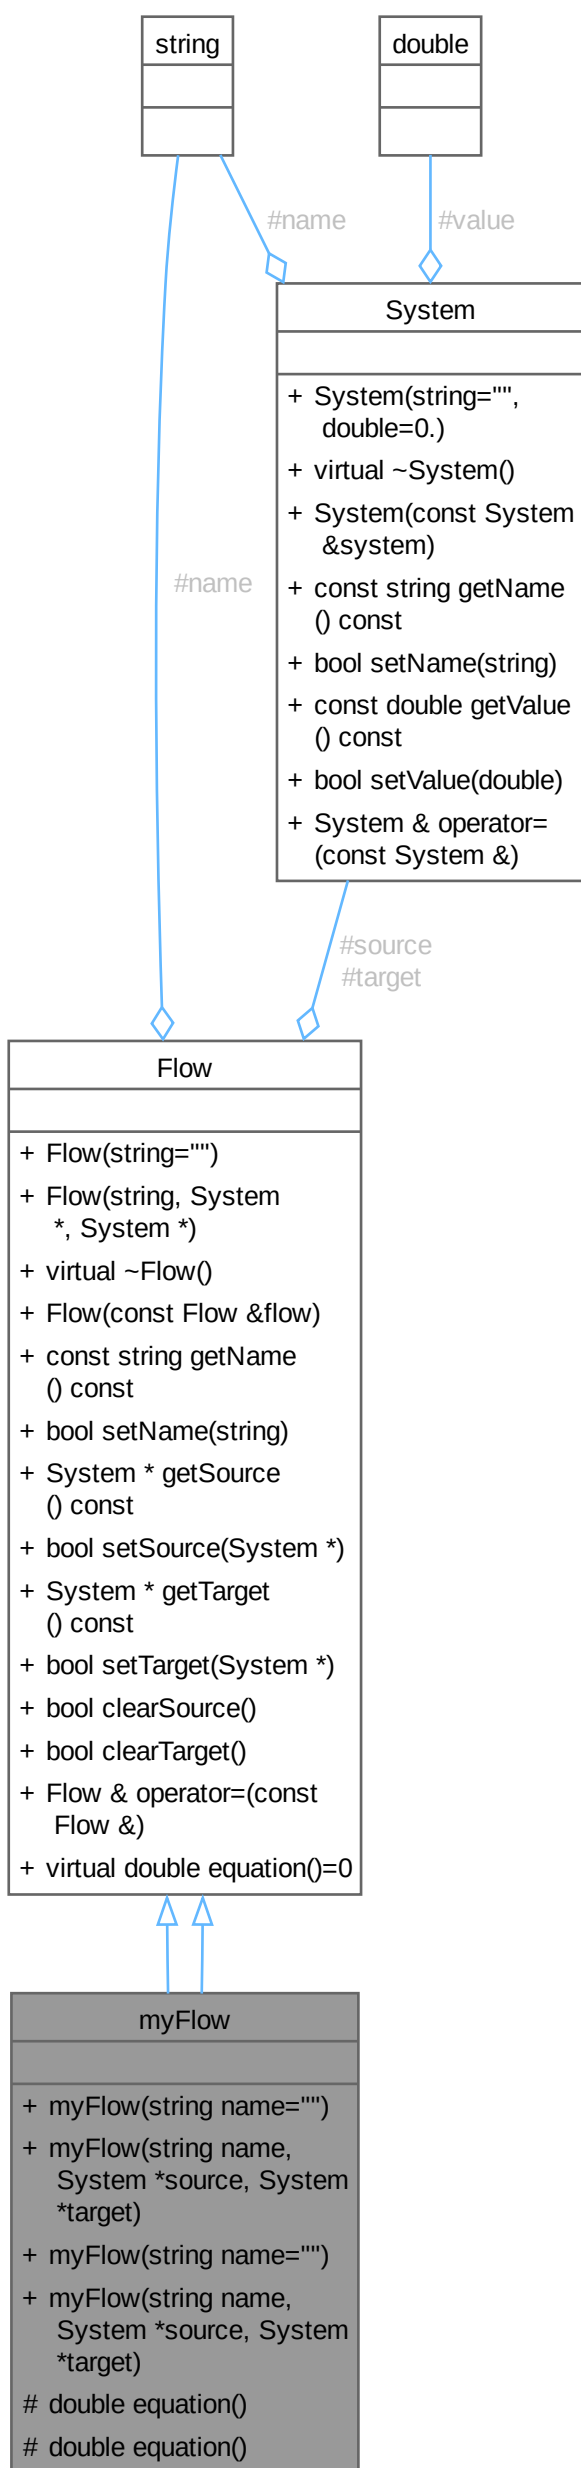 string
double
#name
#value
System
+ System(string="",
double=0.)
+ virtual ~System()
+ System(const System
&system)
+ const string getName
() const
+ bool setName(string)
+ const double getValue
() const
+ bool setValue(double)
+ System & operator=
(const System &)
#name
#source
#target
Flow
+ Flow(string="")
+ Flow(string, System
*, System *)
+ virtual ~Flow()
+ Flow(const Flow &flow)
+ const string getName
() const
+ bool setName(string)
+ System * getSource
() const
+ bool setSource(System *)
+ System * getTarget
() const
+ bool setTarget(System *)
+ bool clearSource()
+ bool clearTarget()
+ Flow & operator=(const
Flow &)
+ virtual double equation()=0
myFlow
+ myFlow(string name="")
+ myFlow(string name,
System *source, System
*target)
+ myFlow(string name="")
+ myFlow(string name,
System *source, System
*target)
# double equation()
# double equation()